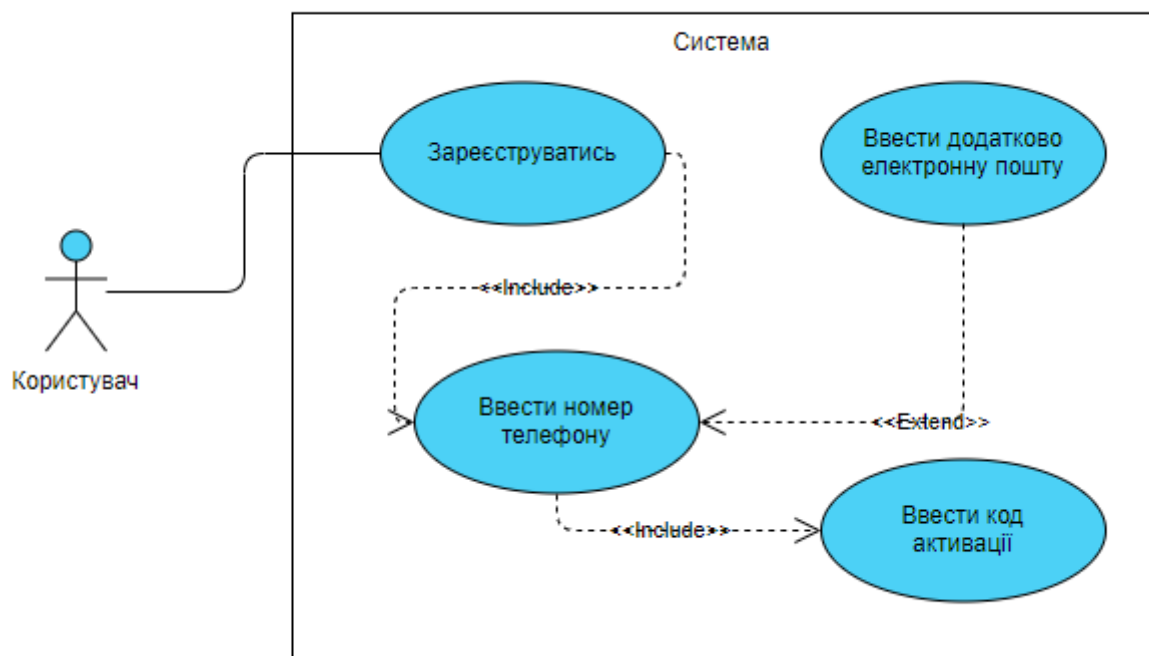 Система
Зареєструватись
Ввести додатково
електронну пошту
<<Include>>
Користувач
Ввести номер
телефону
<<Extend>>
<<Include>>
Ввести код
активації